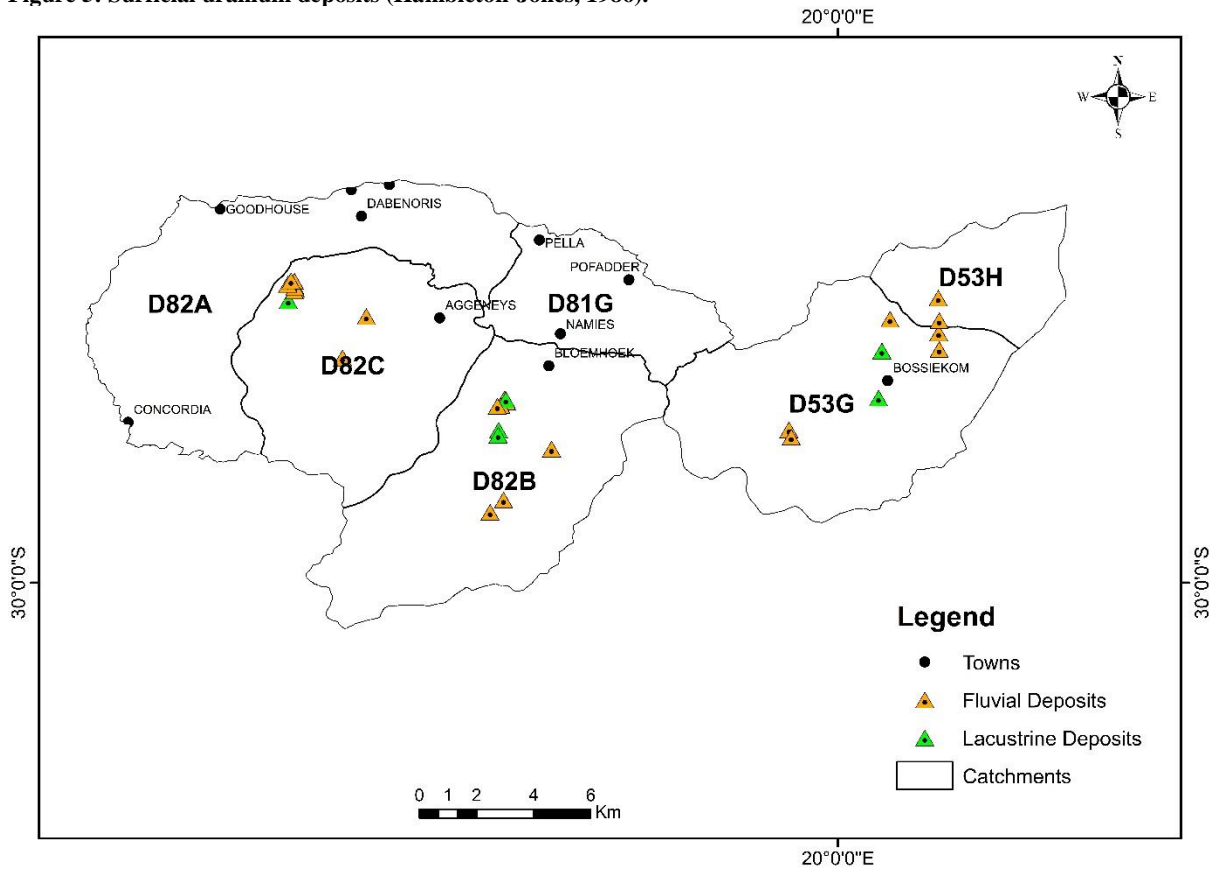 Figure 3: Surficial uranium deposits (Hambleton-Jones, 1980).
20°0'0"E
N
W E
S
GOODHOUSE
DABENORIS
PELLA
POFADDER
D53H
D82A
D81G
AGGENEYS
NAMIES
BLOEMHOEK
D82C
BOSSIEKOM
CONCORDIA
D53G
D82B
30°0'0"S
30°0'0"S
Legend
Towns
Fluvial Deposits
Lacustrine Deposits
Catchments
0 1 2 4 6
Km
20°0'0"E